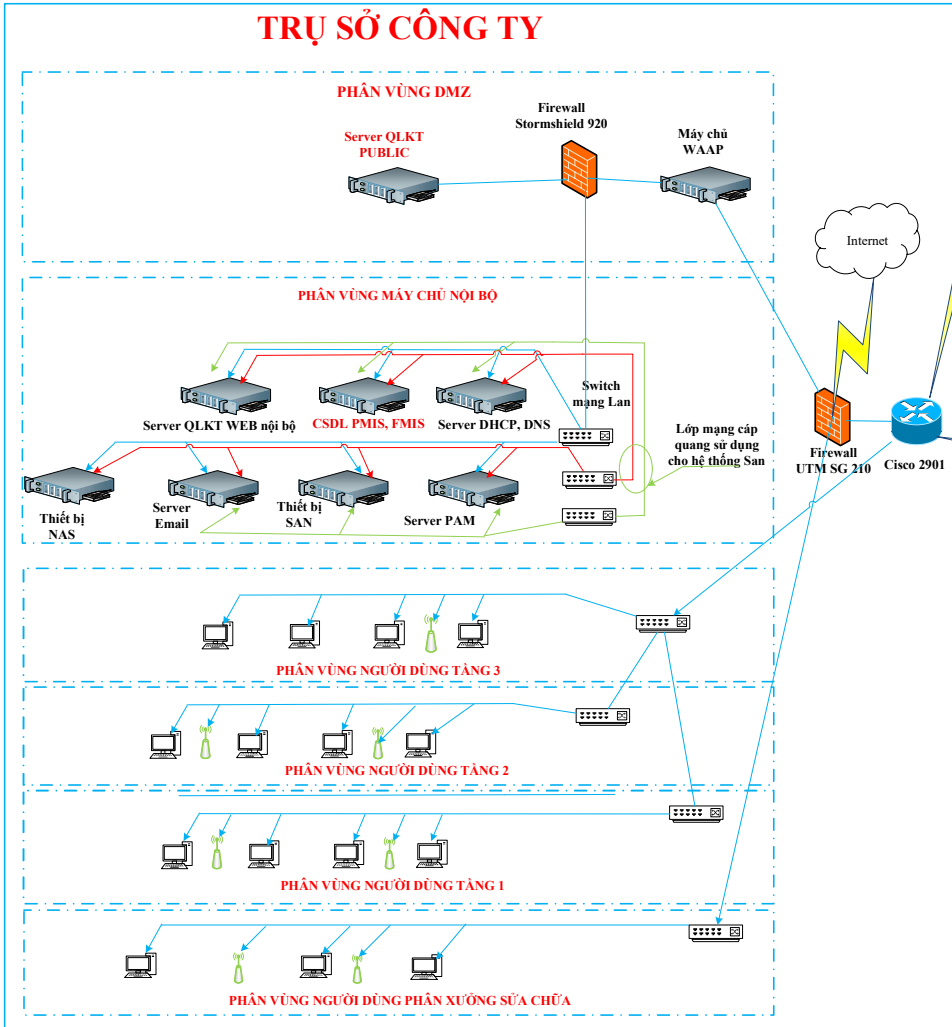 TRỤ SỞ CÔNG TY
PHÂN VÙNG DMZ
Firewall
Stormshield 920
Máy chủ
WAAP
Server QLKT
PUBLIC
Internet
PHÂN VÙNG MÁY CHỦ NỘI BỘ
Switch
mạng Lan
Server QLKT WEB nội bộ
CSDL PMIS, FMIS
Server DHCP, DNS
Lớp mạng cáp
quang sử dụng
cho hệ thống San
Firewall
UTM SG 210
Cisco 2901
Thiết bị
NAS
Server
Email
Thiết bị
SAN
Server PAM
PHÂN VÙNG NGƯỜI DÙNG TẦNG 3
PHÂN VÙNG NGƯỜI DÙNG TẦNG 2
PHÂN VÙNG NGƯỜI DÙNG TẦNG 1
PHÂN VÙNG NGƯỜI DÙNG PHÂN XƯỞNG SỬA CHỮA